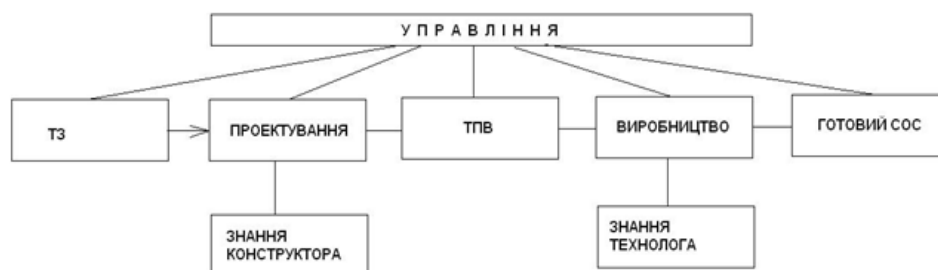 У П Р А В Л І Н Н Я
ТЗ
ПРОЕКТУВАННЯ
ТПВ
ВИРОБНИЦТВО
ГОТОВИЙ СОС
ЗНАННЯ
КОНСТРУКТОРА
ЗНАННЯ
ТЕХНОЛОГА